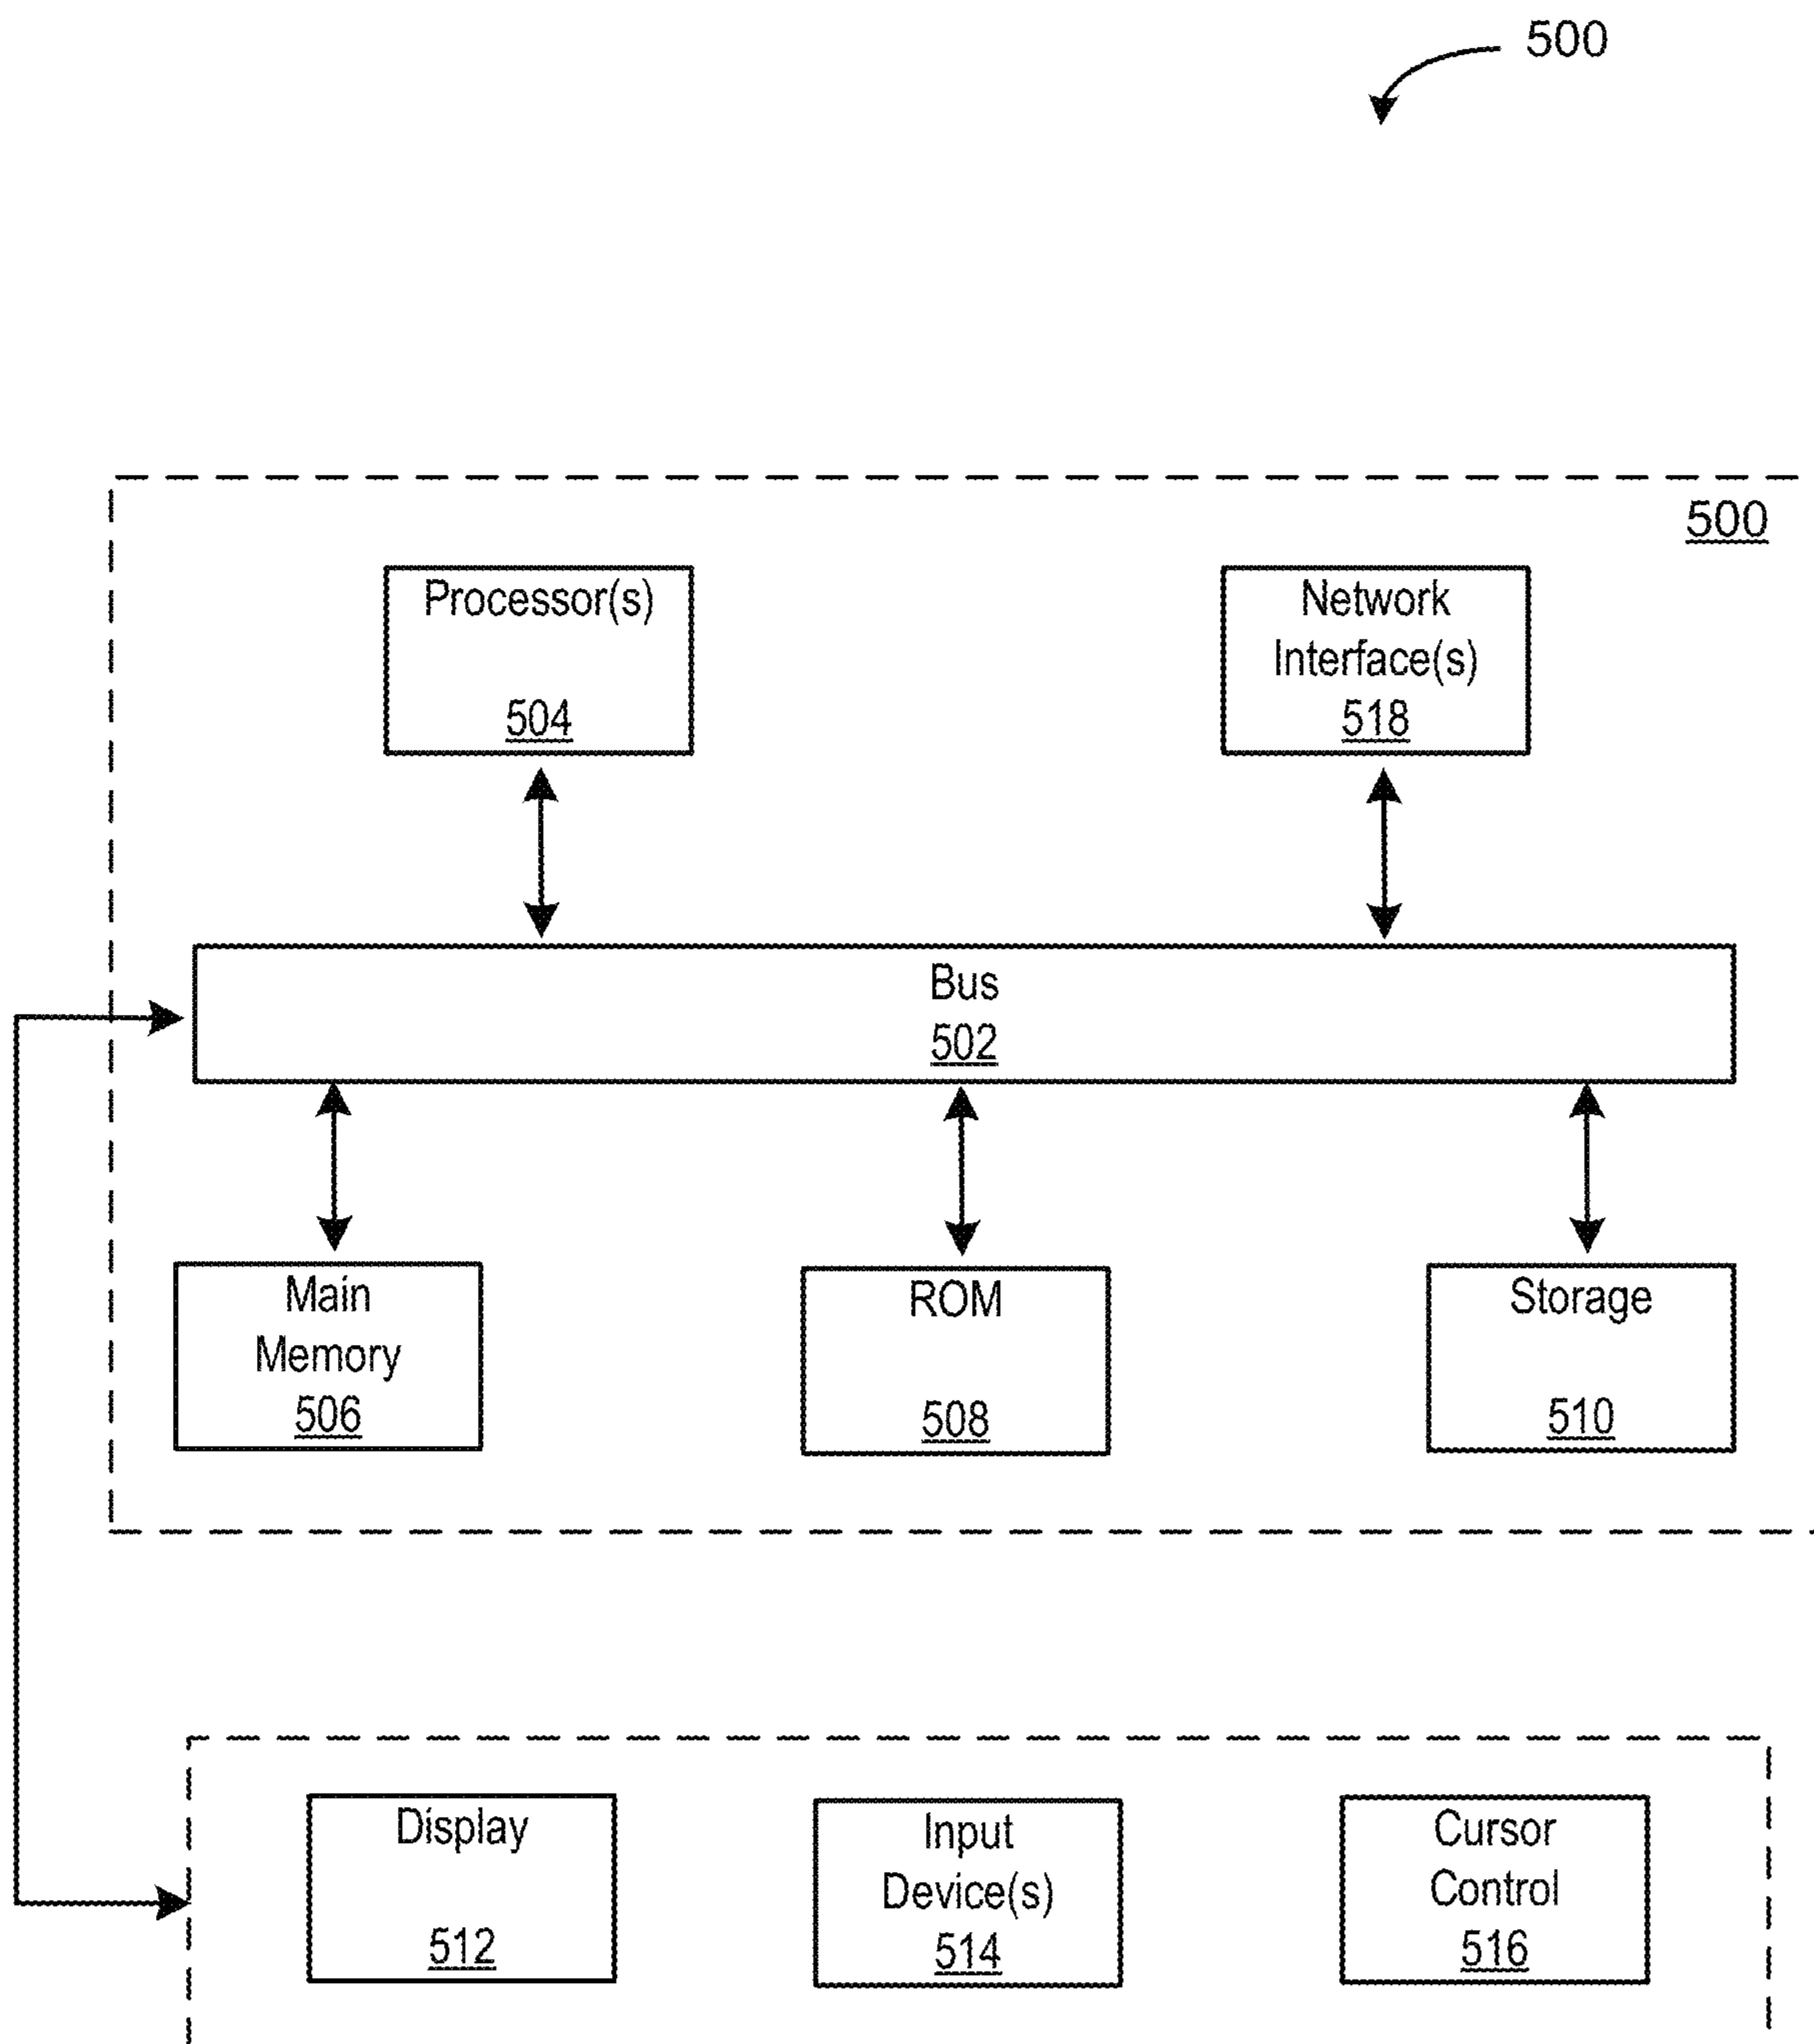 500
500
Processor(s)
504
Network
Interface(s)
518
Bus
502
Main
Memory
506
ROM
508
Storage
510
Display
512
Input
Device(s)
514
Cursor
Control
516